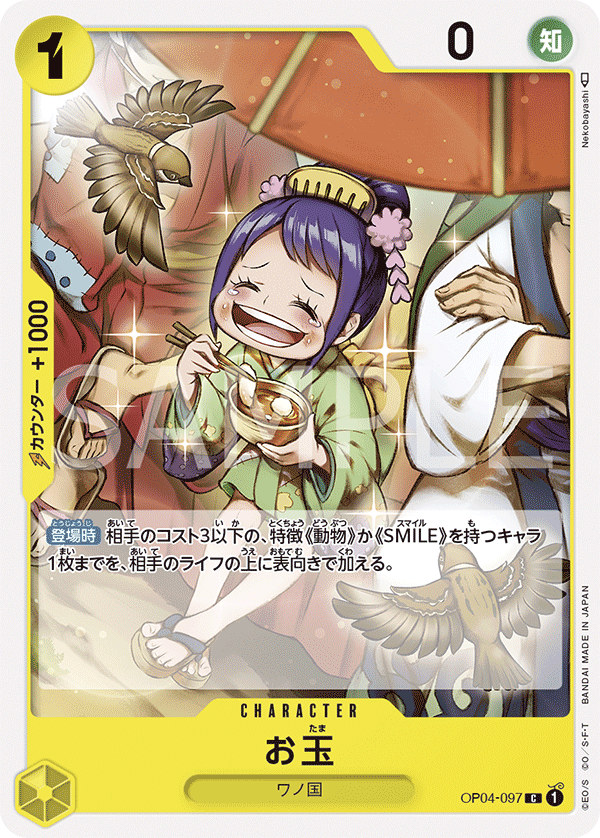 1
0
知
Nekobayashi
カウンター +1000
SAMPLE
登場時 相手のコスト3以下の、特徴《動物》か《SMILE》を持つキャラ
1枚までを、相手のライフの上に表向きで加える。
CHARACTER
たま
お玉
ワノ国
OP04-097 C 1
©EO/S ©O/S・F・T BANDAI MADE IN JAPAN